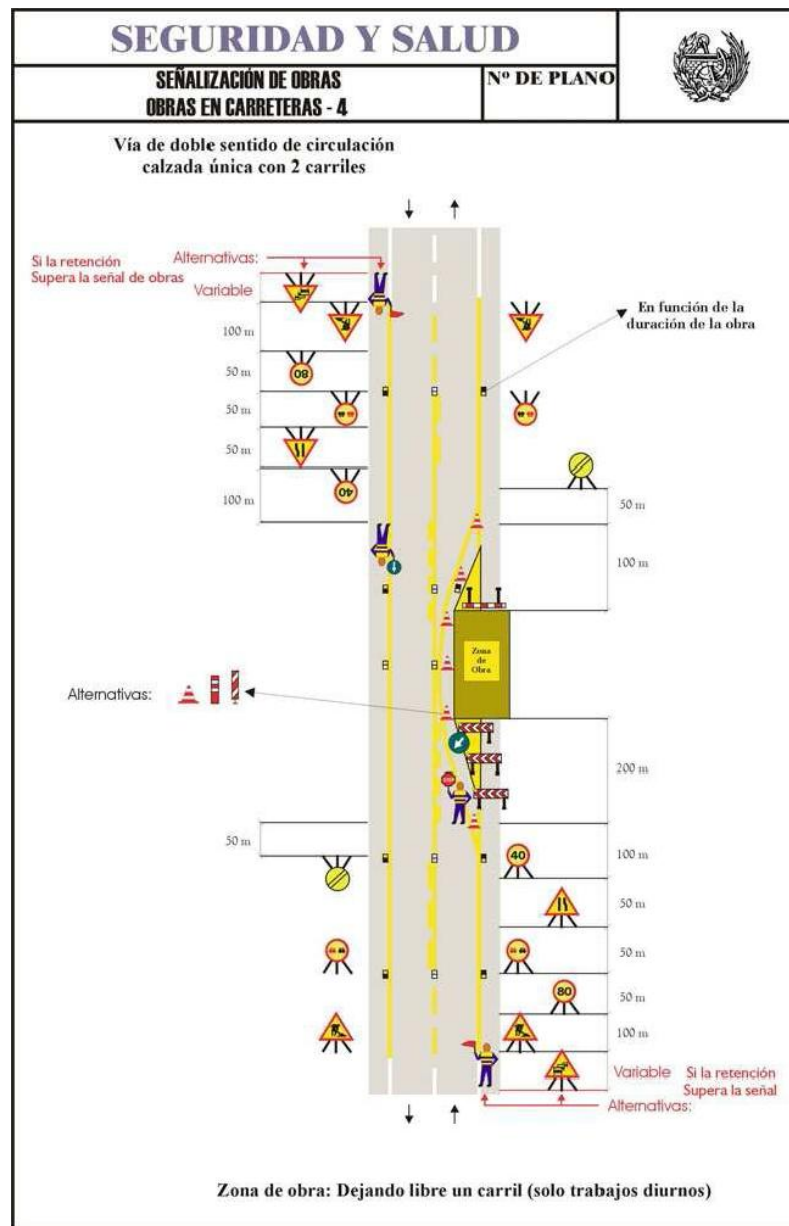 SEGURIDAD Y SALUD
SEÑALIZACIÓN DE OBRAS
OBRAS EN CARRETERAS - 4
Nº DE PLANO
Vía de doble sentido de circulación
calzada única con 2 carriles
Si la retención
Supera la señal de obras
Alternativas:
Variable
100 m
50 m
50 m
50 m
100 m
80
40
En función de la
duración de la obra
50 m
100 m
Zona
de
Obra
Alternativas:
STOP
200 m
50 m
100 m
40
50 m
50 m
80
50 m
100 m
Variable
Si la retención
Supera la señal
Alternativas:
Zona de obra: Dejando libre un carril (solo trabajos diurnos)